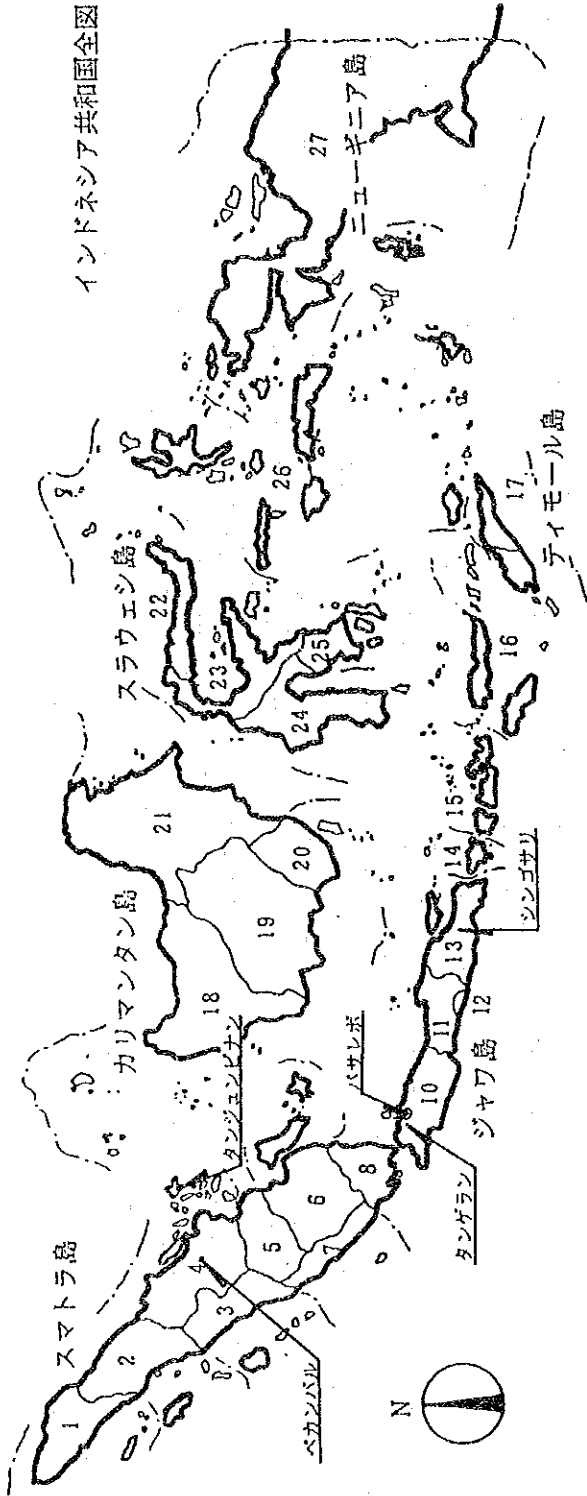 インドネシア共和国全図
スマトラ島
カリマンタン島
スラウェシ島
ニューギニア島
ジャワ島
ティモール島
タンジュンピナン
ペカンバル
パサレボ
タンゲラン
シンゴサリ
N
1
2
3
4
5
6
7
8
10
11
12
13
14
15
16
17
18
19
20
21
22
23
24
25
26
27